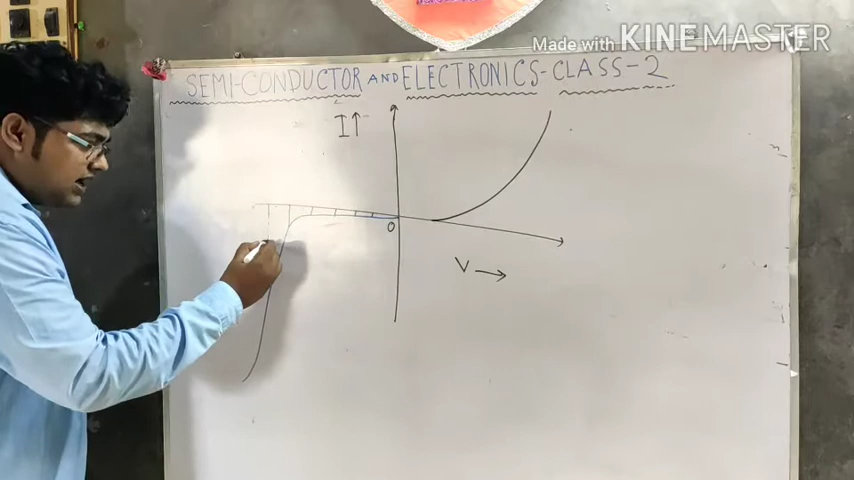 Made with KINEMASTER
SEMI-CONDUCTOR AND ELECTRONICS-CLASS-2
I↑
O
V →